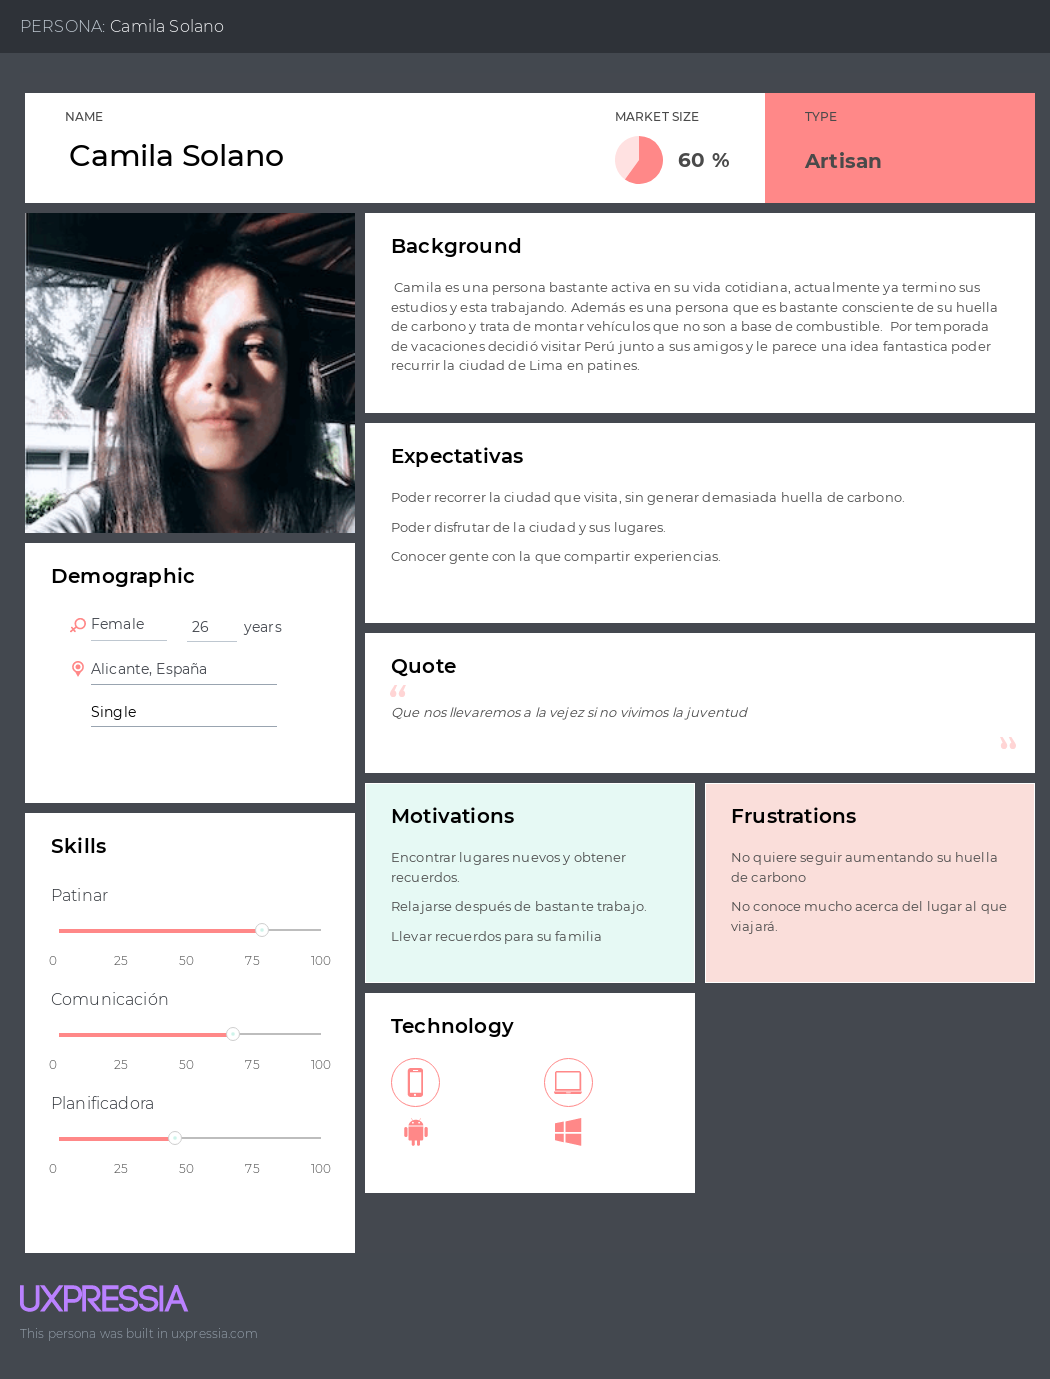 PERSONA: Camila Solano
NAME
Camila Solano
MARKET SIZE
60 %
TYPE
Artisan
Background
Camila es una persona bastante activa en su vida cotidiana, actualmente ya termino sus
estudios y esta trabajando. Además es una persona que es bastante consciente de su huella
de carbono y trata de montar vehículos que no son a base de combustible.  Por temporada
de vacaciones decidió visitar Perú junto a sus amigos y le parece una idea fantastica poder
recurrir la ciudad de Lima en patines.
Expectativas
Poder recorrer la ciudad que visita, sin generar demasiada huella de carbono.
Poder disfrutar de la ciudad y sus lugares.
Conocer gente con la que compartir experiencias.
Demographic
Female 26 years
Alicante, España
Single
Quote
“
Que nos llevaremos a la vejez si no vivimos la juventud
”
Skills
Patinar
0 25 50 75 100
Comunicación
0 25 50 75 100
Planificadora
0 25 50 75 100
Motivations
Encontrar lugares nuevos y obtener
recuerdos.
Relajarse después de bastante trabajo.
Llevar recuerdos para su familia
Frustrations
No quiere seguir aumentando su huella
de carbono
No conoce mucho acerca del lugar al que
viajará.
Technology
UXPRESSIA
This persona was built in uxpressia.com